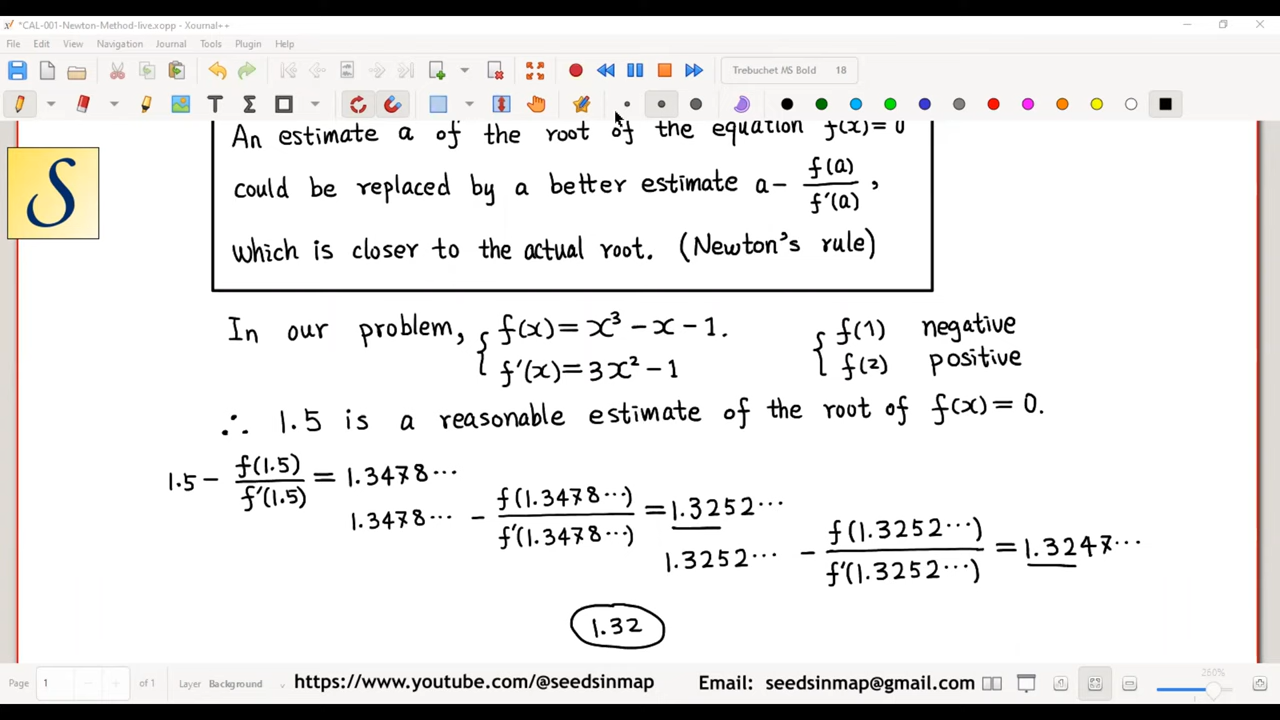 *CAL-001-Newton-Method-live.xopp - Xournal++
File Edit View Navigation Journal Tools Plugin Help
Trebuchet MS Bold 18
S
An estimate a of the root of the equation f(x)=0
could be replaced by a better estimate a - f(a)/f'(a),
which is closer to the actual root. (Newton's rule)
In our problem, { f(x) = x³ - x - 1.
f'(x) = 3x² - 1
{ f(1) negative
f(2) positive
∴ 1.5 is a reasonable estimate of the root of f(x) = 0.
1.5 - f(1.5)/f'(1.5) = 1.3478···
1.3478··· - f(1.3478···)/f'(1.3478···) = 1.3252···
1.3252··· - f(1.3252···)/f'(1.3252···) = 1.3247···
1.32
Page 1 of 1 Layer Background https://www.youtube.com/@seedsinmap Email: seedsinmap@gmail.com 260%